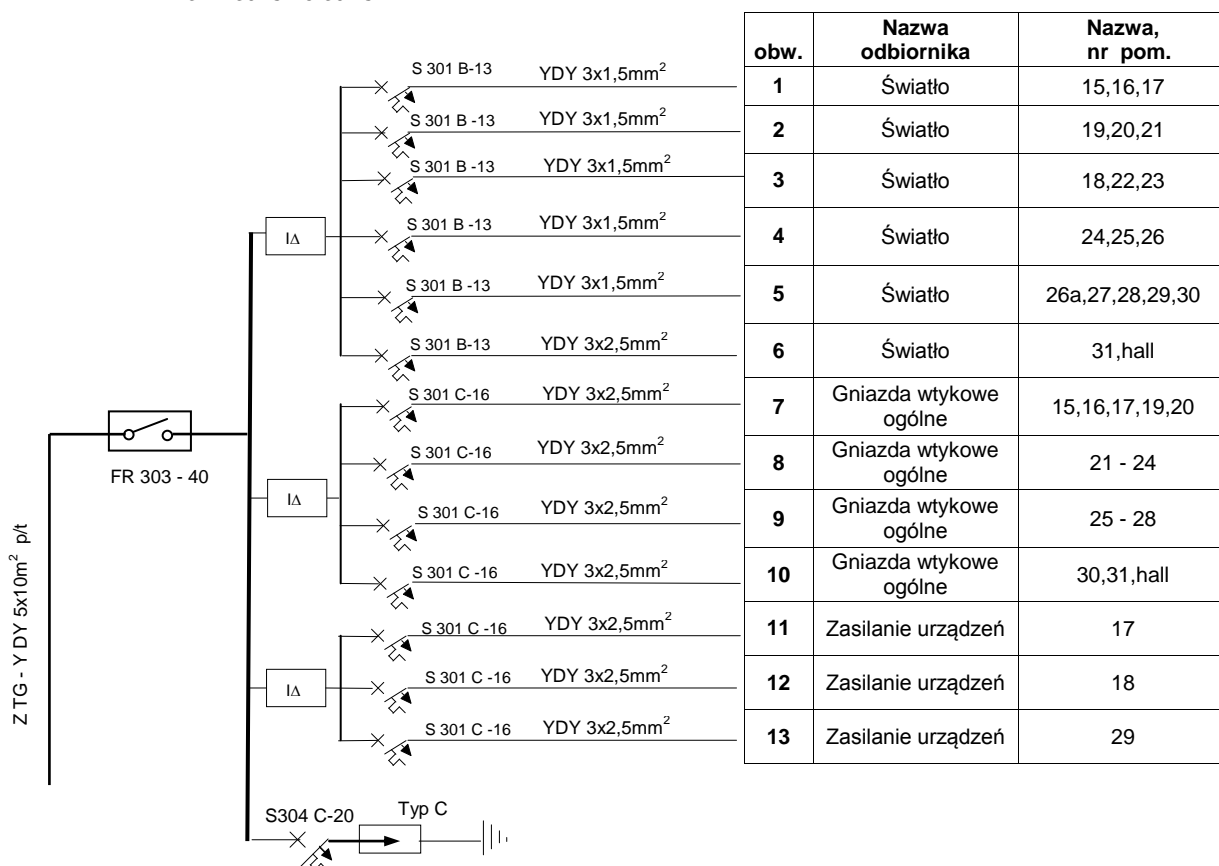 obw.
Nazwa
odbiornika
Nazwa,
nr pom.
S 301 B-13
YDY 3x1,5mm²
1
Światło
15,16,17
S 301 B -13
YDY 3x1,5mm²
2
Światło
19,20,21
S 301 B -13
YDY 3x1,5mm²
3
Światło
18,22,23
S 301 B -13
YDY 3x1,5mm²
4
Światło
24,25,26
I∆
S 301 B -13
YDY 3x1,5mm²
5
Światło
26a,27,28,29,30
S 301 B-13
YDY 3x2,5mm²
6
Światło
31,hall
S 301 C-16
YDY 3x2,5mm²
7
Gniazda wtykowe
ogólne
15,16,17,19,20
FR 303 - 40
S 301 C-16
YDY 3x2,5mm²
8
Gniazda wtykowe
ogólne
21 - 24
I∆
S 301 C-16
YDY 3x2,5mm²
9
Gniazda wtykowe
ogólne
25 - 28
S 301 C -16
YDY 3x2,5mm²
10
Gniazda wtykowe
ogólne
30,31,hall
Z TG - Y DY 5x10m² p/t
S 301 C -16
YDY 3x2,5mm²
11
Zasilanie urządzeń
17
I∆
S 301 C -16
YDY 3x2,5mm²
12
Zasilanie urządzeń
18
S 301 C -16
YDY 3x2,5mm²
13
Zasilanie urządzeń
29
S304 C-20
Typ C